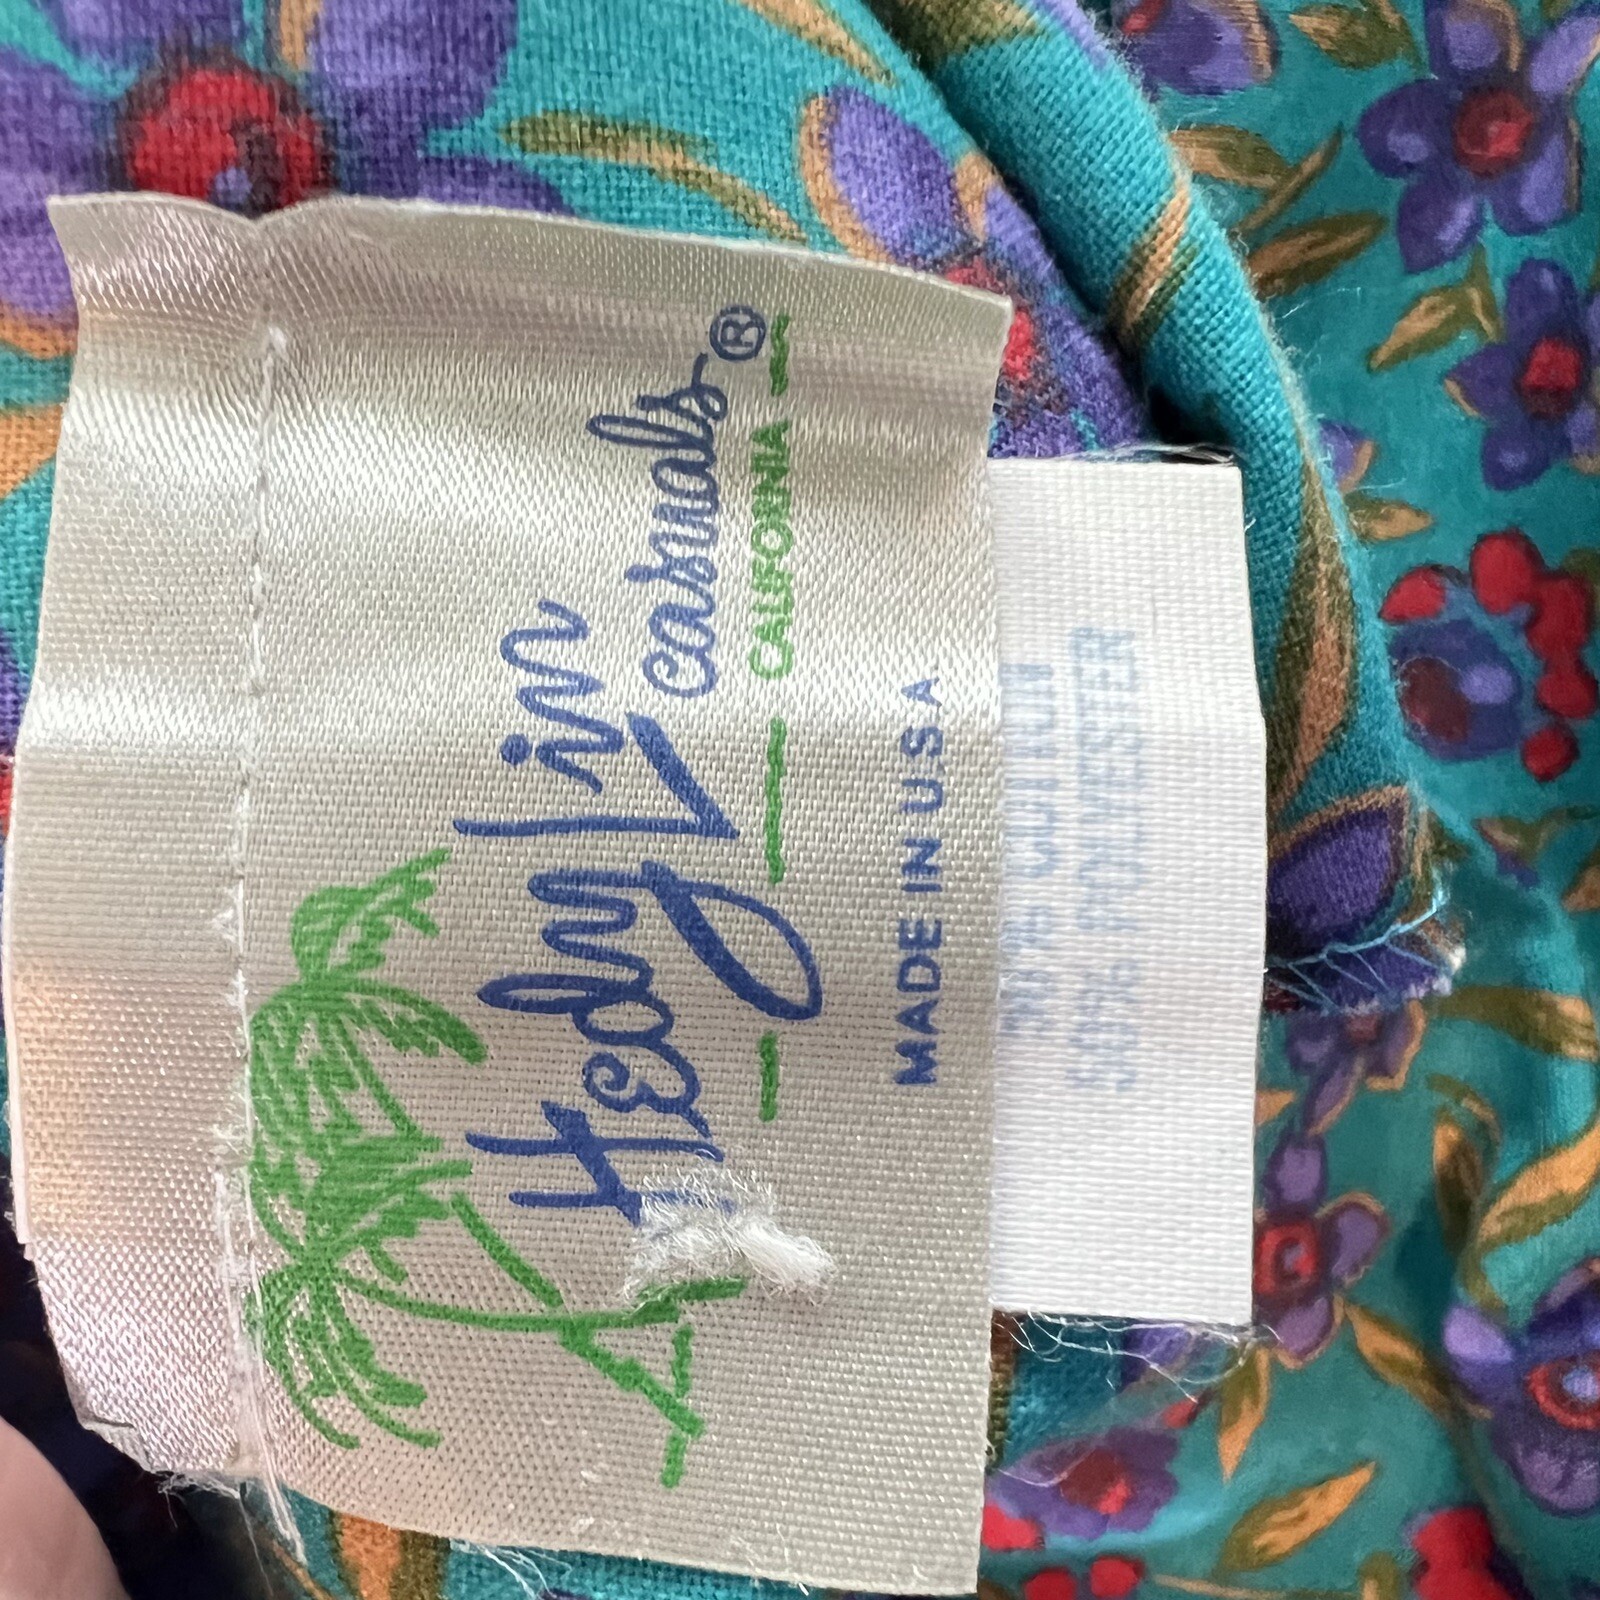 Hedy Lin
casuals®
CALIFORNIA
MADE IN U.S.A
50% POLYESTER